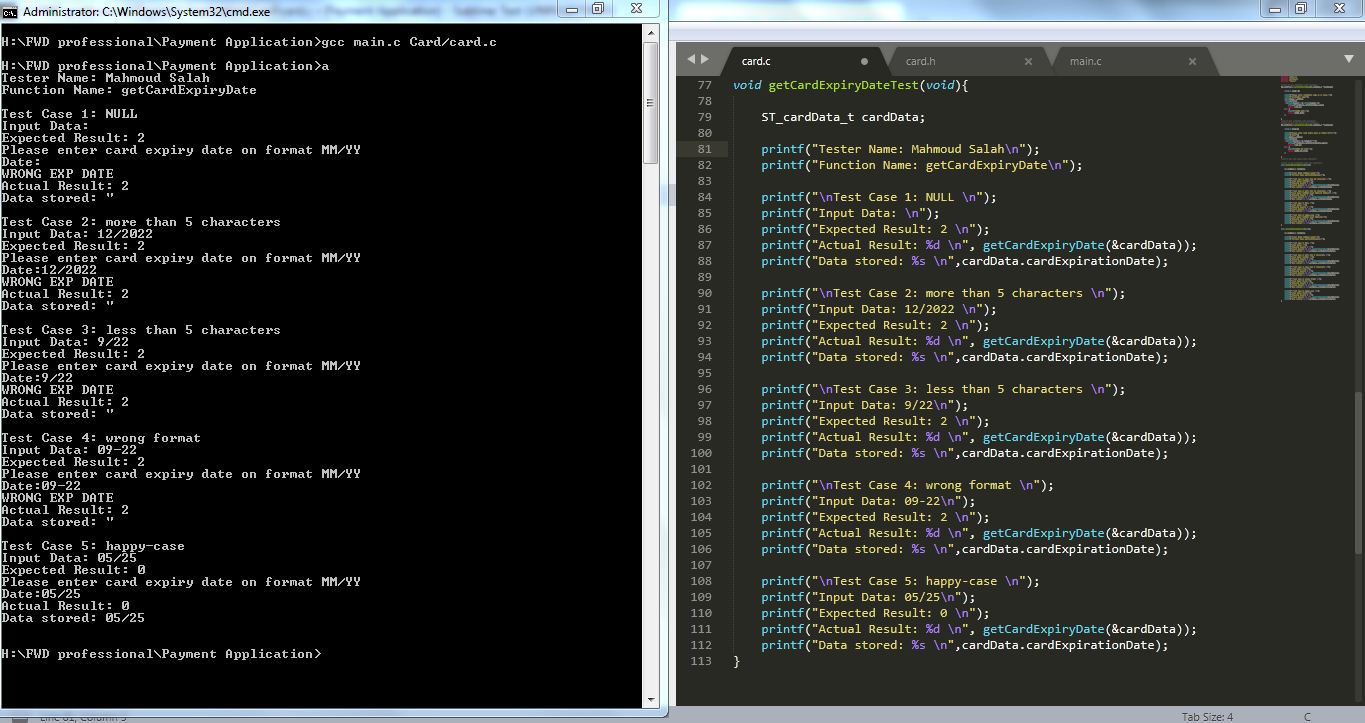 Administrator: C:\Windows\System32\cmd.exe
H:\FWD professional\Payment Application>gcc main.c Card/card.c
H:\FWD professional\Payment Application>a
Tester Name: Mahmoud Salah
Function Name: getCardExpiryDate
Test Case 1: NULL
Input Data:
Expected Result: 2
Please enter card expiry date on format MM/YY
Date:
WRONG EXP DATE
Actual Result: 2
Data stored: "
Test Case 2: more than 5 characters
Input Data: 12/2022
Expected Result: 2
Please enter card expiry date on format MM/YY
Date:12/2022
WRONG EXP DATE
Actual Result: 2
Data stored: "
Test Case 3: less than 5 characters
Input Data: 9/22
Expected Result: 2
Please enter card expiry date on format MM/YY
Date:9/22
WRONG EXP DATE
Actual Result: 2
Data stored: "
Test Case 4: wrong format
Input Data: 09-22
Expected Result: 2
Please enter card expiry date on format MM/YY
Date:09-22
WRONG EXP DATE
Actual Result: 2
Data stored: "
Test Case 5: happy-case
Input Data: 05/25
Expected Result: 0
Please enter card expiry date on format MM/YY
Date:05/25
Actual Result: 0
Data stored: 05/25
H:\FWD professional\Payment Application>
card.c card.h main.c
77 void getCardExpiryDateTest(void){
78
79 ST_cardData_t cardData;
80
81 printf("Tester Name: Mahmoud Salah\n");
82 printf("Function Name: getCardExpiryDate\n");
83
84 printf("\nTest Case 1: NULL \n");
85 printf("Input Data: \n");
86 printf("Expected Result: 2 \n");
87 printf("Actual Result: %d \n", getCardExpiryDate(&cardData));
88 printf("Data stored: %s \n",cardData.cardExpirationDate);
89
90 printf("\nTest Case 2: more than 5 characters \n");
91 printf("Input Data: 12/2022 \n");
92 printf("Expected Result: 2 \n");
93 printf("Actual Result: %d \n", getCardExpiryDate(&cardData));
94 printf("Data stored: %s \n",cardData.cardExpirationDate);
95
96 printf("\nTest Case 3: less than 5 characters \n");
97 printf("Input Data: 9/22\n");
98 printf("Expected Result: 2 \n");
99 printf("Actual Result: %d \n", getCardExpiryDate(&cardData));
100 printf("Data stored: %s \n",cardData.cardExpirationDate);
101
102 printf("\nTest Case 4: wrong format \n");
103 printf("Input Data: 09-22\n");
104 printf("Expected Result: 2 \n");
105 printf("Actual Result: %d \n", getCardExpiryDate(&cardData));
106 printf("Data stored: %s \n",cardData.cardExpirationDate);
107
108 printf("\nTest Case 5: happy-case \n");
109 printf("Input Data: 05/25\n");
110 printf("Expected Result: 0 \n");
111 printf("Actual Result: %d \n", getCardExpiryDate(&cardData));
112 printf("Data stored: %s \n",cardData.cardExpirationDate);
113 }
Tab Size: 4 C